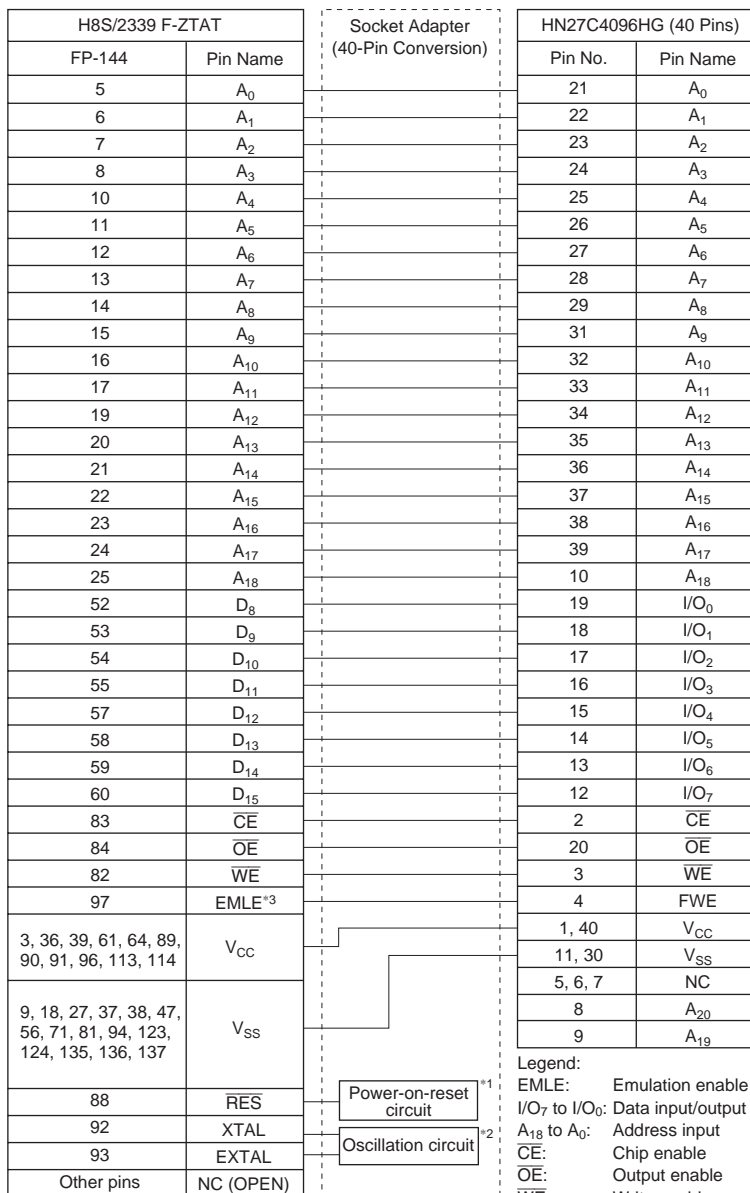 H8S/2339 F-ZTAT Socket Adapter HN27C4096HG (40 Pins)
FP-144 Pin Name (40-Pin Conversion) Pin No. Pin Name
5 A0 21 A0
6 A1 22 A1
7 A2 23 A2
8 A3 24 A3
10 A4 25 A4
11 A5 26 A5
12 A6 27 A6
13 A7 28 A7
14 A8 29 A8
15 A9 31 A9
16 A10 32 A10
17 A11 33 A11
19 A12 34 A12
20 A13 35 A13
21 A14 36 A14
22 A15 37 A15
23 A16 38 A16
24 A17 39 A17
25 A18 10 A18
52 D8 19 I/O0
53 D9 18 I/O1
54 D10 17 I/O2
55 D11 16 I/O3
57 D12 15 I/O4
58 D13 14 I/O5
59 D14 13 I/O6
60 D15 12 I/O7
83 CE 2 CE
84 OE 20 OE
82 WE 3 WE
97 EMLE*3 4 FWE
3, 36, 39, 61, 64, 89,
90, 91, 96, 113, 114
VCC
1, 40 VCC
11, 30 VSS
5, 6, 7 NC
8 A20
9 A19
9, 18, 27, 37, 38, 47,
56, 71, 81, 94, 123,
124, 135, 136, 137
VSS
88 RES
Power-on-reset
circuit
*1
92 XTAL
93 EXTAL
Oscillation circuit *2
Other pins NC (OPEN)
Legend:
EMLE: Emulation enable
I/O7 to I/O0: Data input/output
A18 to A0: Address input
CE: Chip enable
OE: Output enable